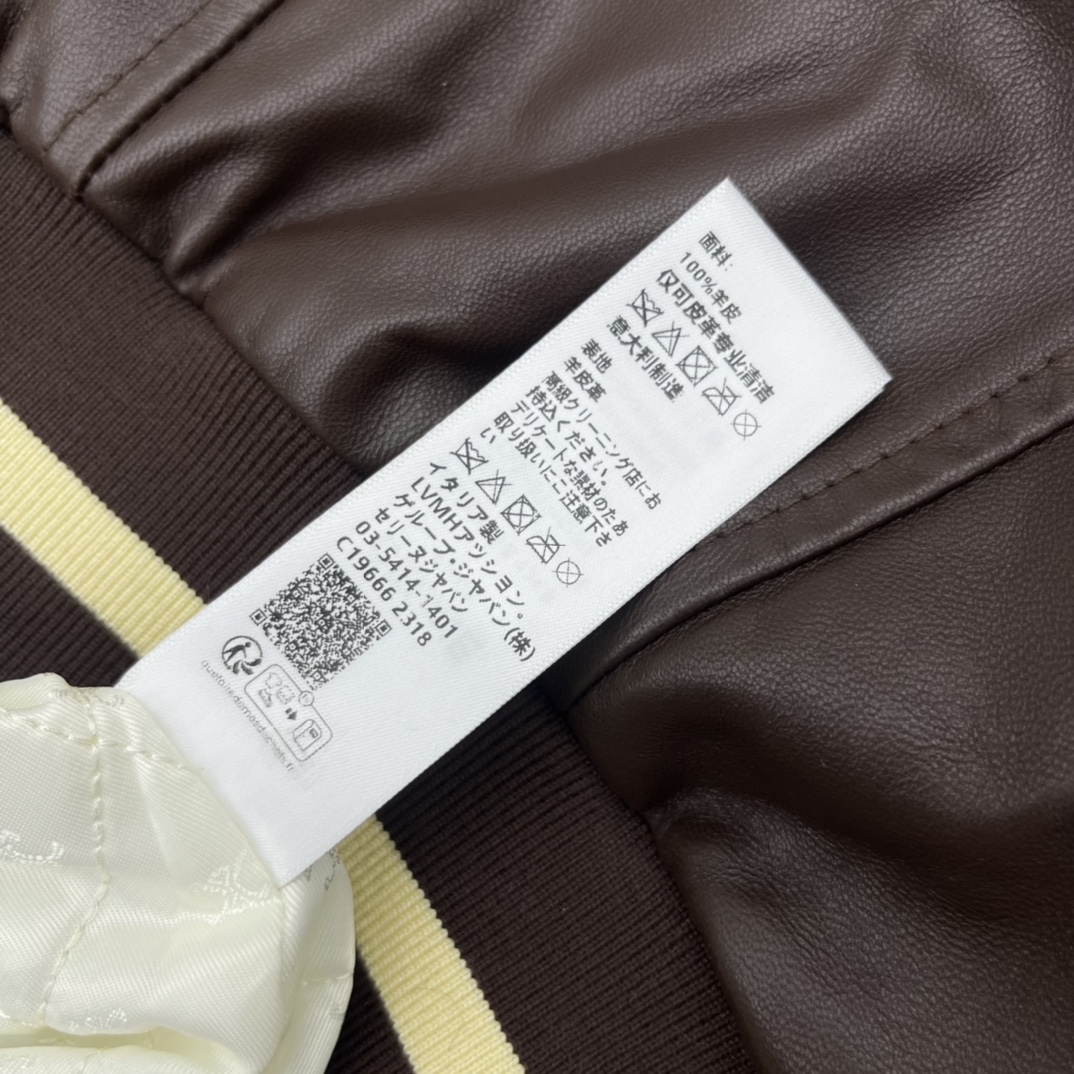 面料:
100%羊皮
仅可皮革专业清洁
意大利制造
表地
羊皮革
高级クリーニング店にお
持込ください。
デリケートな素材のため
取り扱いにご注意下さ
い
イタリア製
LVMHアッション
グループ・ジャパン(株)
セリーヌジャパン
03-5414-1401
C19666 2318
FR